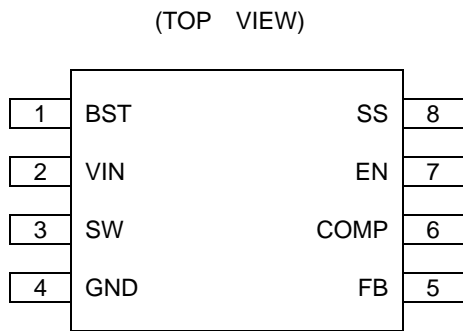 (TOP VIEW)
1 BST SS 8
2 VIN EN 7
3 SW COMP 6
4 GND FB 5